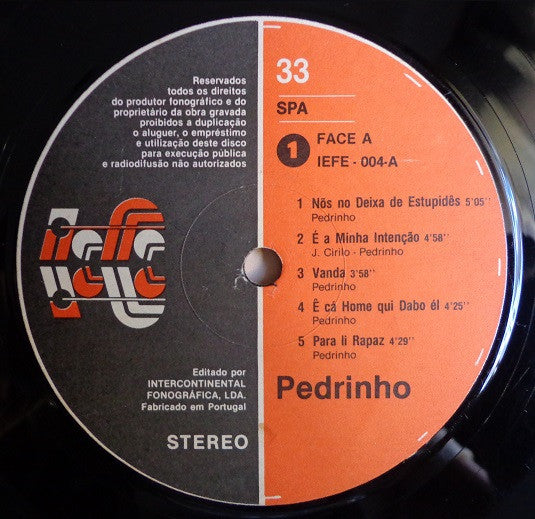 Reservados
todos os direitos
do produtor fonográfico e do
proprietário da obra gravada
proibidos a duplicação
o aluguer, o empréstimo
e utilização deste disco
para execução pública
e radiodifusão não autorizados
Editado por
INTERCONTINENTAL
FONOGRÁFICA, LDA.
Fabricado em Portugal
STEREO
33
SPA
1 FACE A
IEFE - 004-A
1 Nôs no Deixa de Estupidês 5'05''
Pedrinho
2 É a Minha Intenção 4'58''
J. Cirilo - Pedrinho
3 Vanda 3'58''
Pedrinho
4 Ê cá Home qui Dabo él 4'25''
Pedrinho
5 Para li Rapaz 4'29''
Pedrinho
Pedrinho